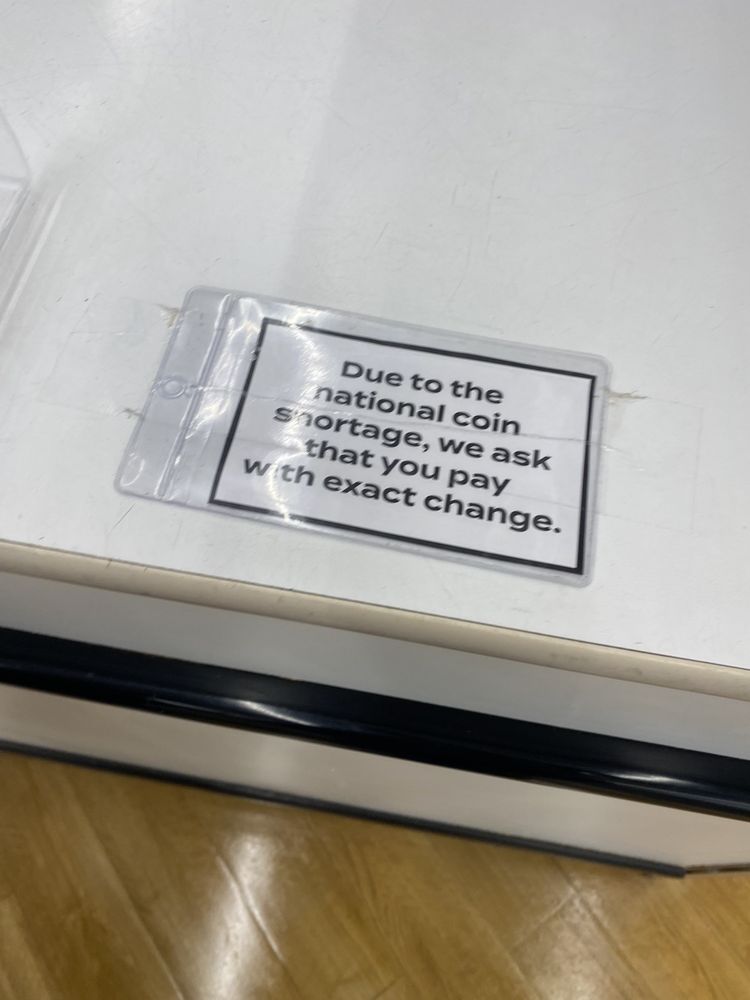 Due to the
national coin
shortage, we ask
that you pay
with exact change.